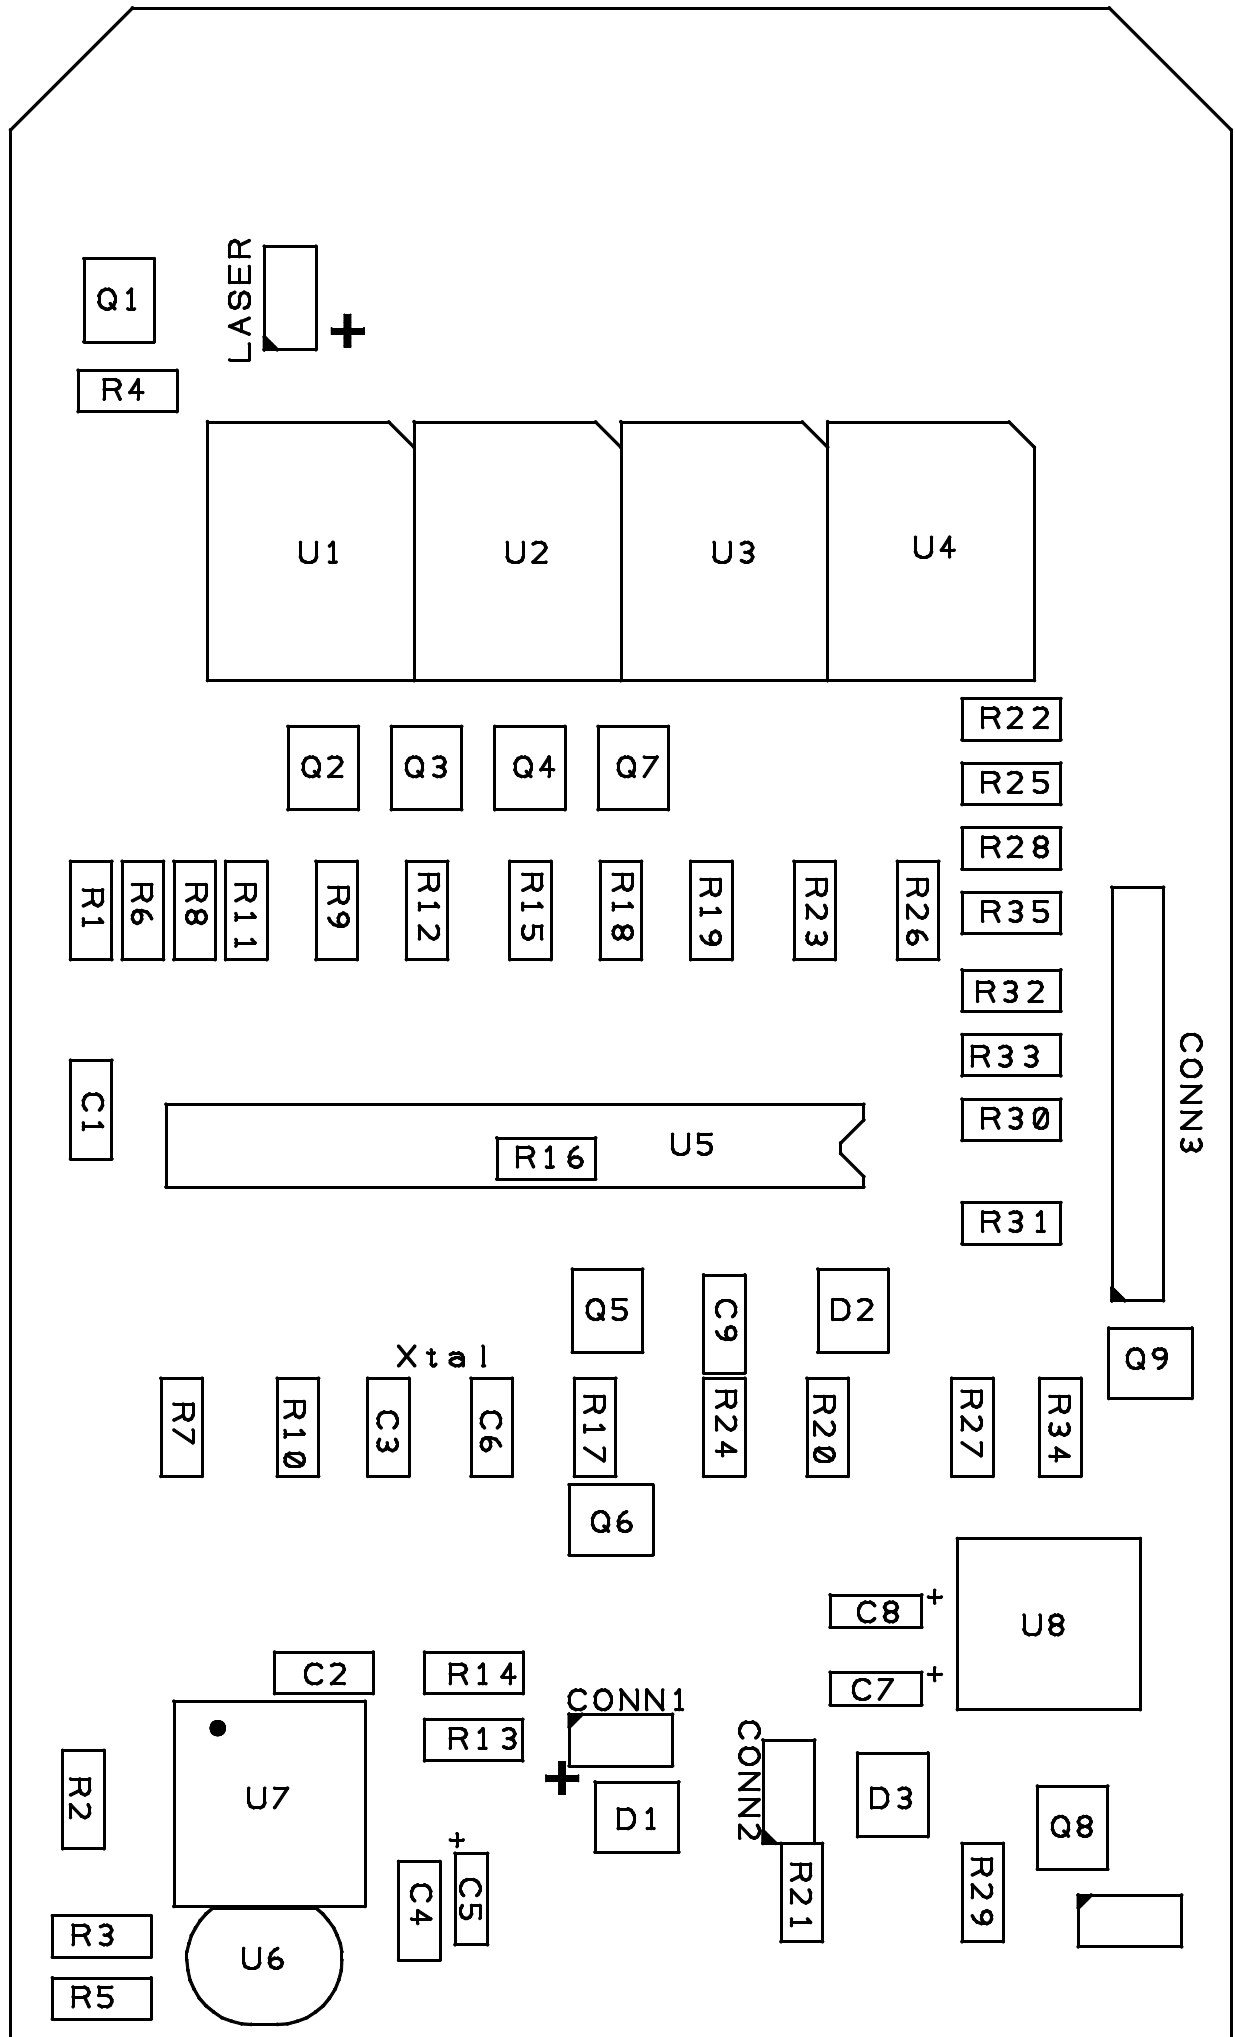 LASER
Q1
+
R4
U1 U2 U3 U4
R22
Q2 Q3 Q4 Q7
R25
R28
R1 R6 R8 R11 R9 R12 R15 R18 R19 R23 R26
R35
R32
R33
CONN3
C1
R30
U5
R16
R31
Q5 C9 D2
Xtal
Q9
R7 R10 C3 C6 R17 R24 R20 R27 R34
Q6
+
C8
U8
C2 R14
+
C7
CONN1
R13
CONN2
+
R2
U7
D1
D3
Q8
+
C4 C5
R21
R29
R3
U6
R5